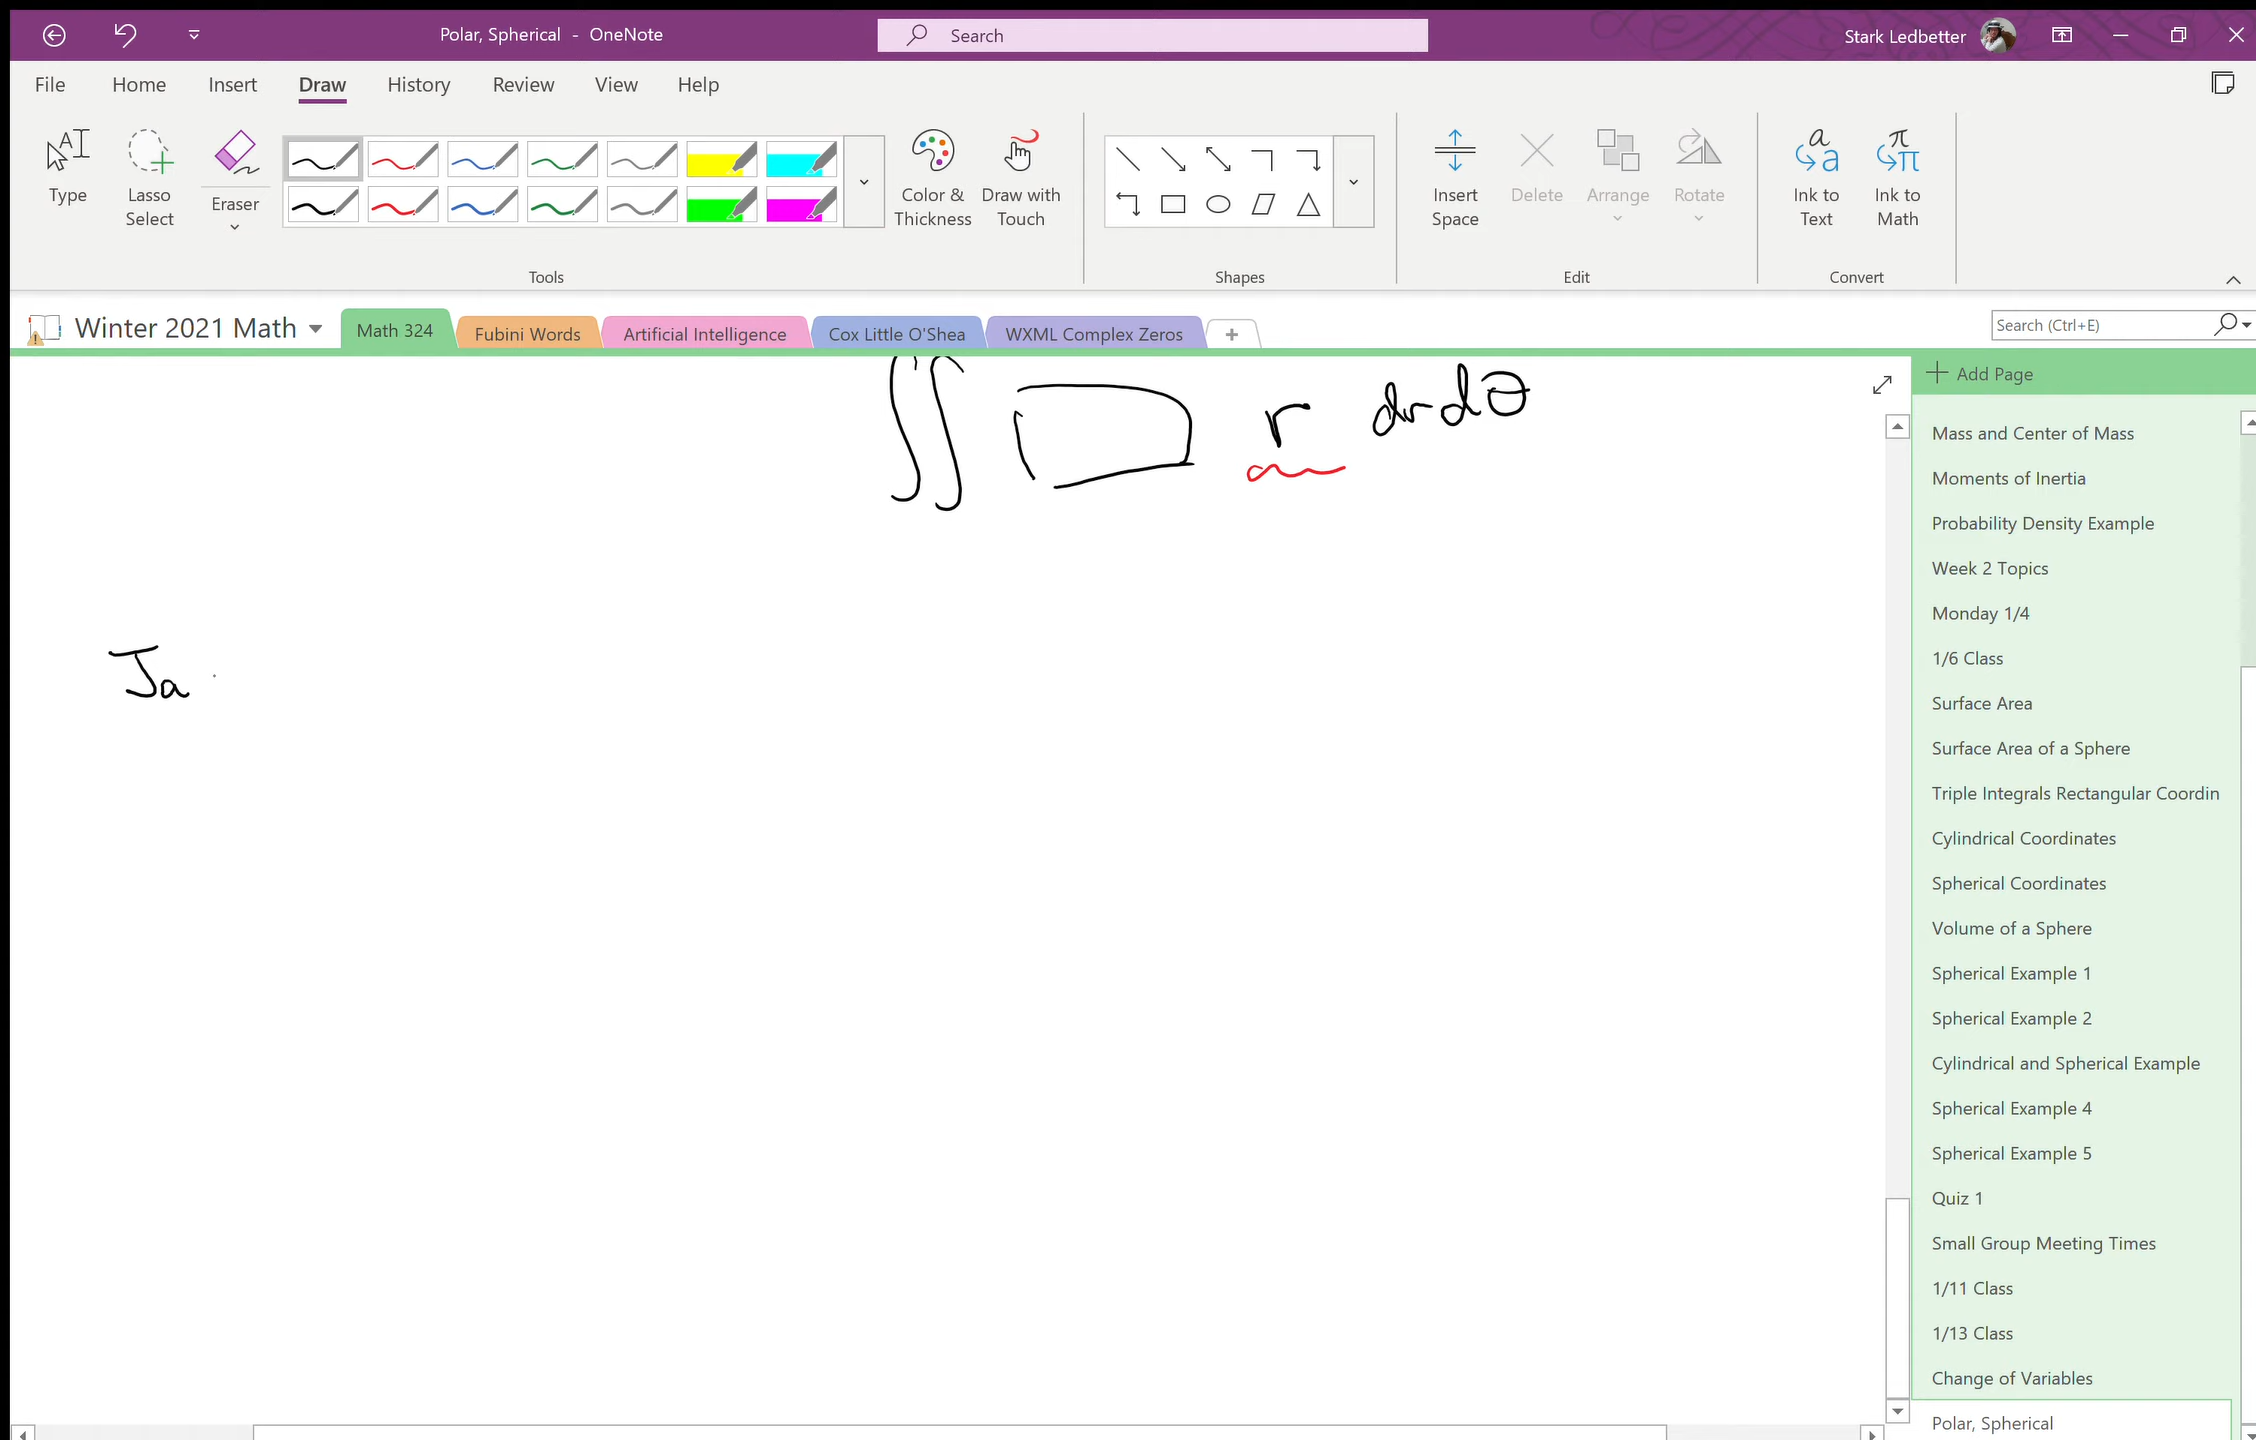 Polar, Spherical - OneNote
Search
Stark Ledbetter
File Home Insert Draw History Review View Help
Type
Lasso Select
Eraser
Color & Thickness
Draw with Touch
Insert Space
Delete
Arrange
Rotate
Ink to Text
Ink to Math
Tools
Shapes
Edit
Convert
Winter 2021 Math
Math 324
Fubini Words
Artificial Intelligence
Cox Little O'Shea
WXML Complex Zeros
Search (Ctrl+E)
∬ r dr dθ
Ja
Add Page
Mass and Center of Mass
Moments of Inertia
Probability Density Example
Week 2 Topics
Monday 1/4
1/6 Class
Surface Area
Surface Area of a Sphere
Triple Integrals Rectangular Coordin
Cylindrical Coordinates
Spherical Coordinates
Volume of a Sphere
Spherical Example 1
Spherical Example 2
Cylindrical and Spherical Example
Spherical Example 4
Spherical Example 5
Quiz 1
Small Group Meeting Times
1/11 Class
1/13 Class
Change of Variables
Polar, Spherical